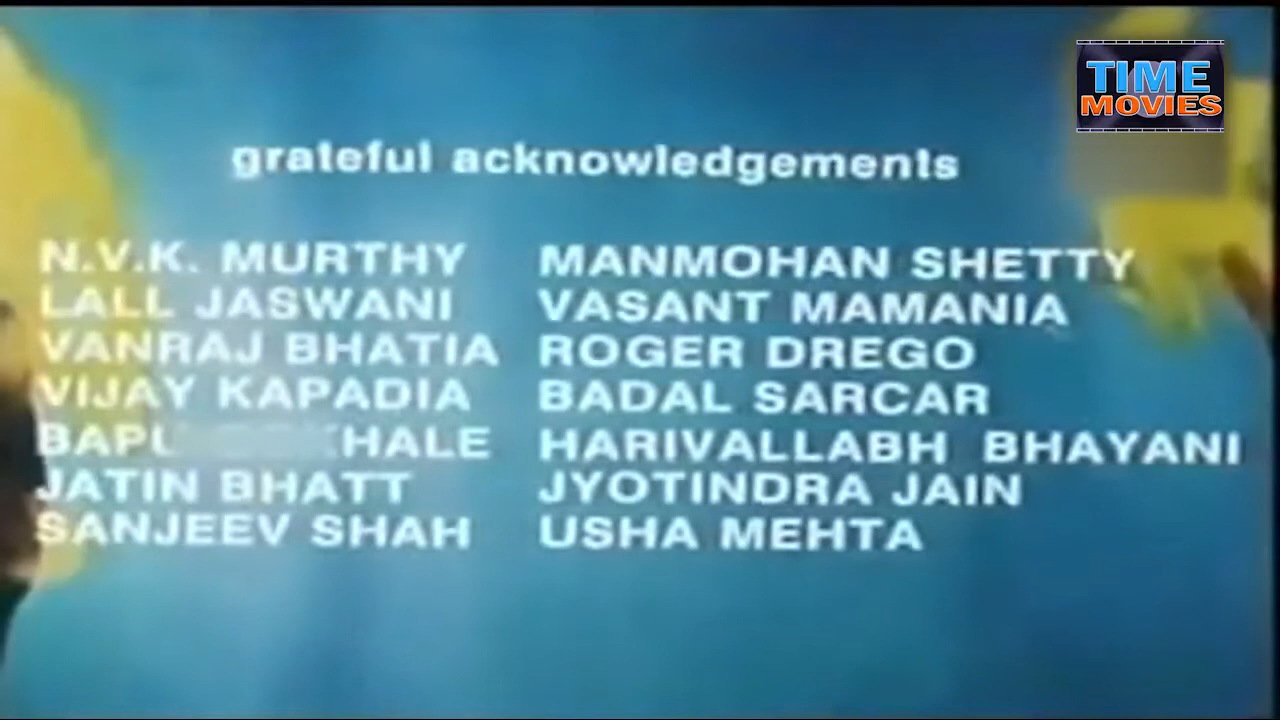 TIME
MOVIES
grateful acknowledgements
N.V.K. MURTHY
LALL JASWANI
VANRAJ BHATIA
VIJAY KAPADIA
JATIN BHATT
SANJEEV SHAH
MANMOHAN SHETTY
VASANT MAMANIA
ROGER DREGO
BADAL SARCAR
HARIVALLABH BHAYANI
JYOTINDRA JAIN
USHA MEHTA